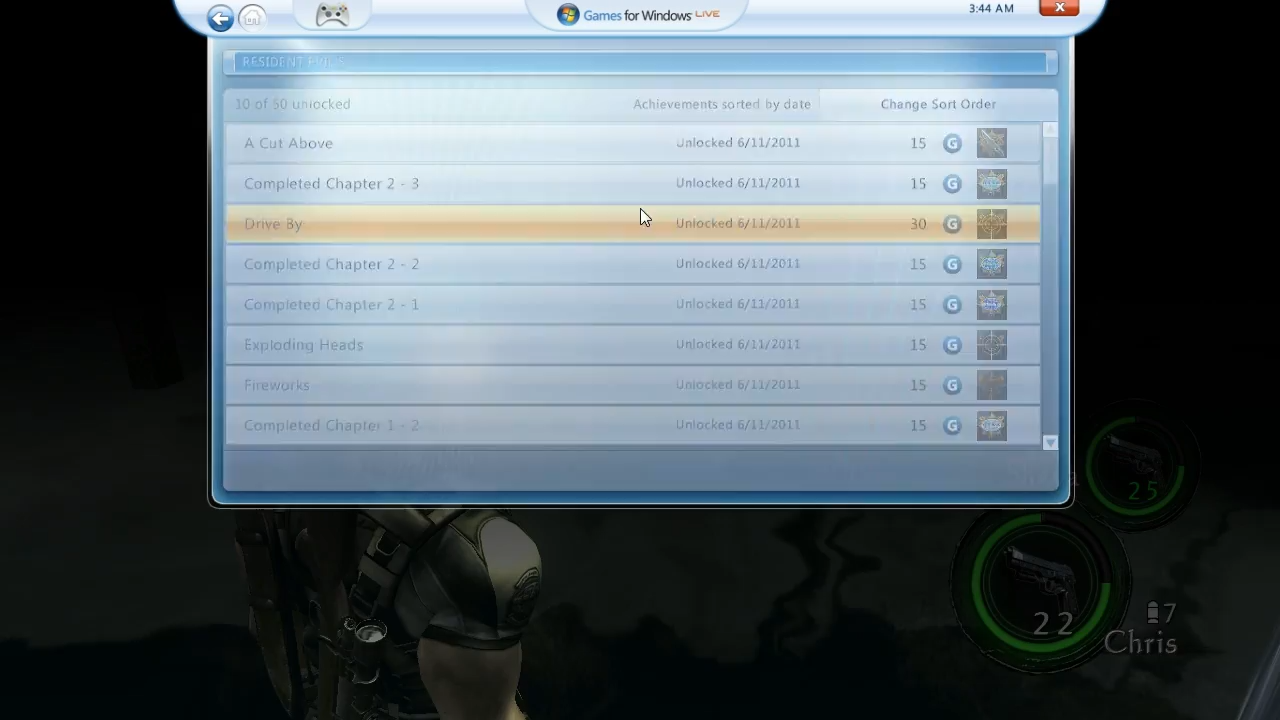 Games for Windows LIVE
3:44 AM
RESIDENT EVIL 5
10 of 50 unlocked Achievements sorted by date Change Sort Order
A Cut Above Unlocked 6/11/2011 15 G
Completed Chapter 2 - 3 Unlocked 6/11/2011 15 G
Drive By Unlocked 6/11/2011 30 G
Completed Chapter 2 - 2 Unlocked 6/11/2011 15 G
Completed Chapter 2 - 1 Unlocked 6/11/2011 15 G
Exploding Heads Unlocked 6/11/2011 15 G
Fireworks Unlocked 6/11/2011 15 G
Completed Chapter 1 - 2 Unlocked 6/11/2011 15 G
25
22
7
Chris